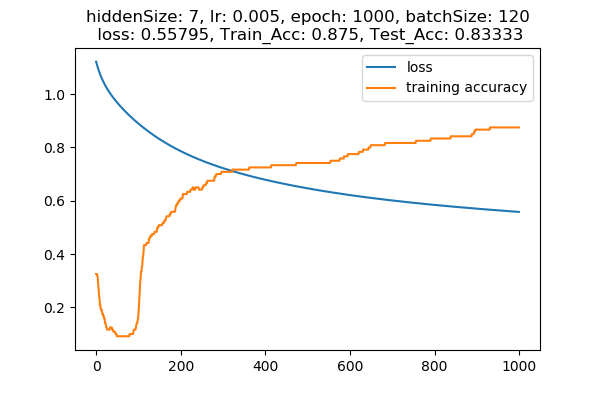 hiddenSize: 7, lr: 0.005, epoch: 1000, batchSize: 120
loss: 0.55795, Train_Acc: 0.875, Test_Acc: 0.83333
loss
training accuracy
1.0
0.8
0.6
0.4
0.2
0 200 400 600 800 1000